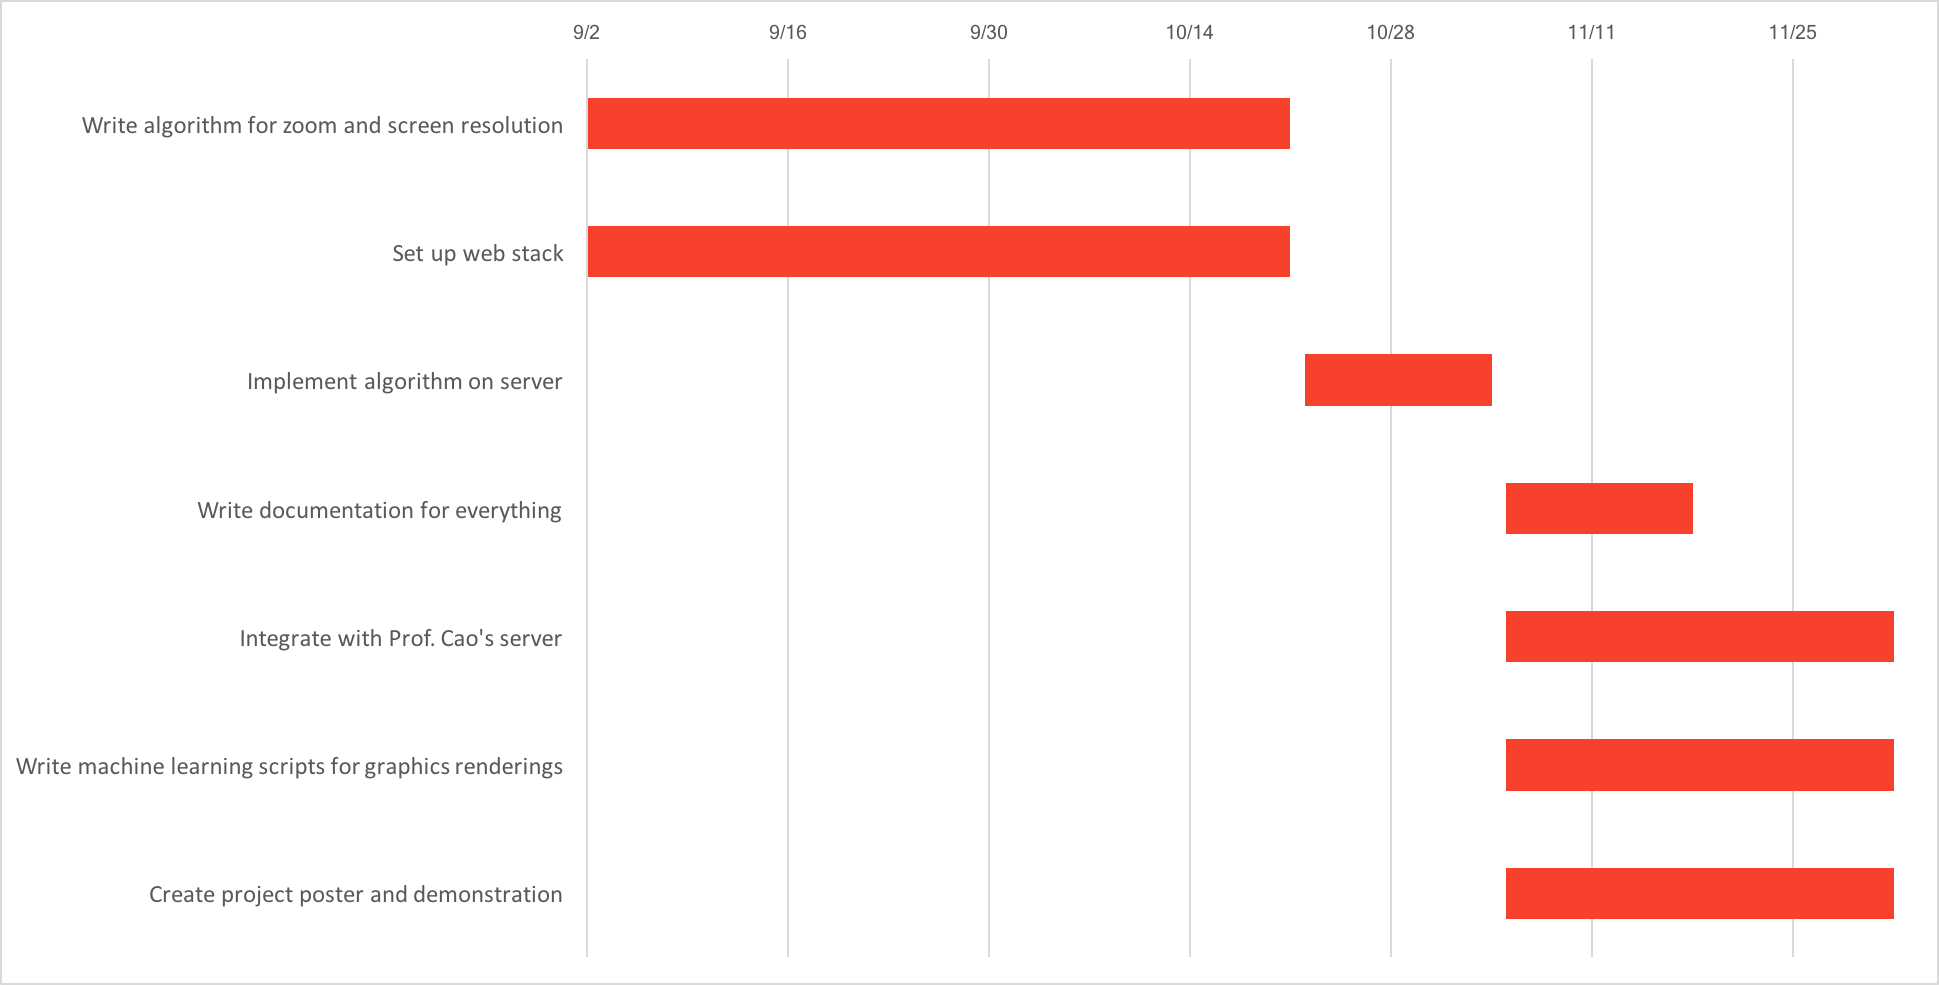 9/2 9/16 9/30 10/14 10/28 11/11 11/25
Write algorithm for zoom and screen resolution
Set up web stack
Implement algorithm on server
Write documentation for everything
Integrate with Prof. Cao's server
Write machine learning scripts for graphics renderings
Create project poster and demonstration